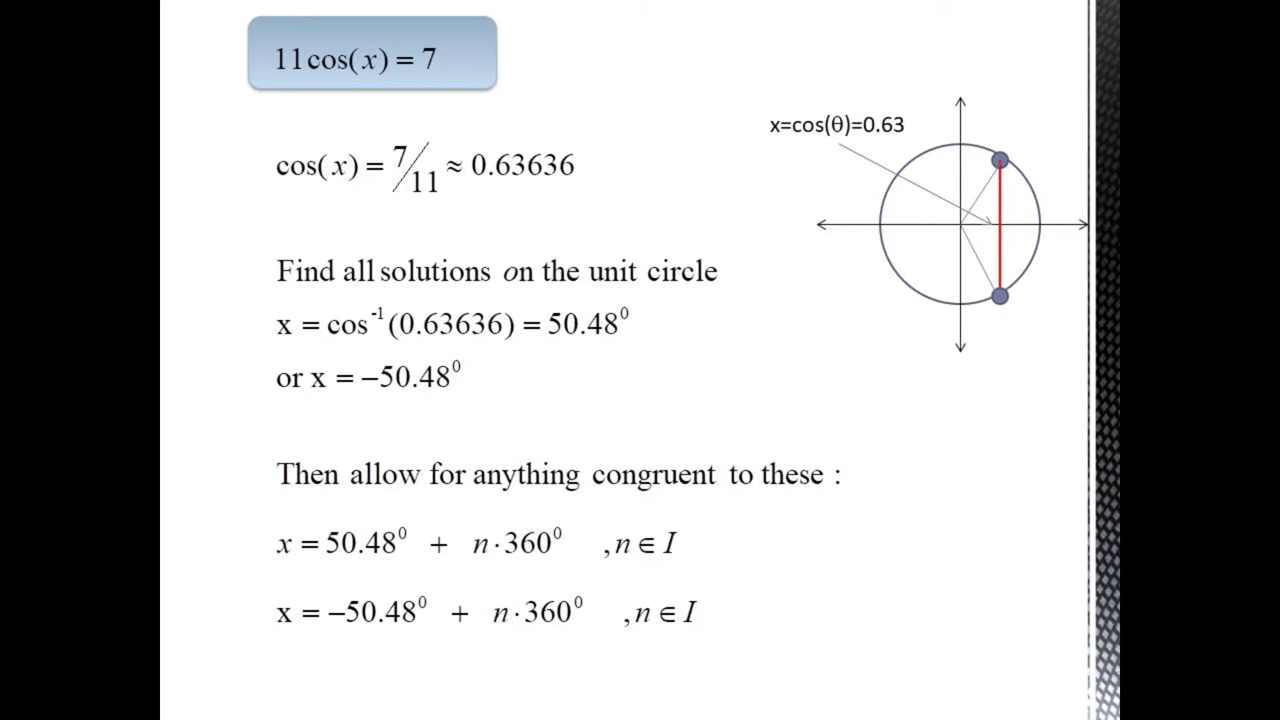 11cos(x) = 7
x=cos(θ)=0.63
cos(x) = 7/11 ≈ 0.63636
Find all solutions on the unit circle
x = cos⁻¹(0.63636) = 50.48⁰
or x = −50.48⁰
Then allow for anything congruent to these :
x = 50.48⁰ + n·360⁰ ,n ∈ I
x = −50.48⁰ + n·360⁰ ,n ∈ I